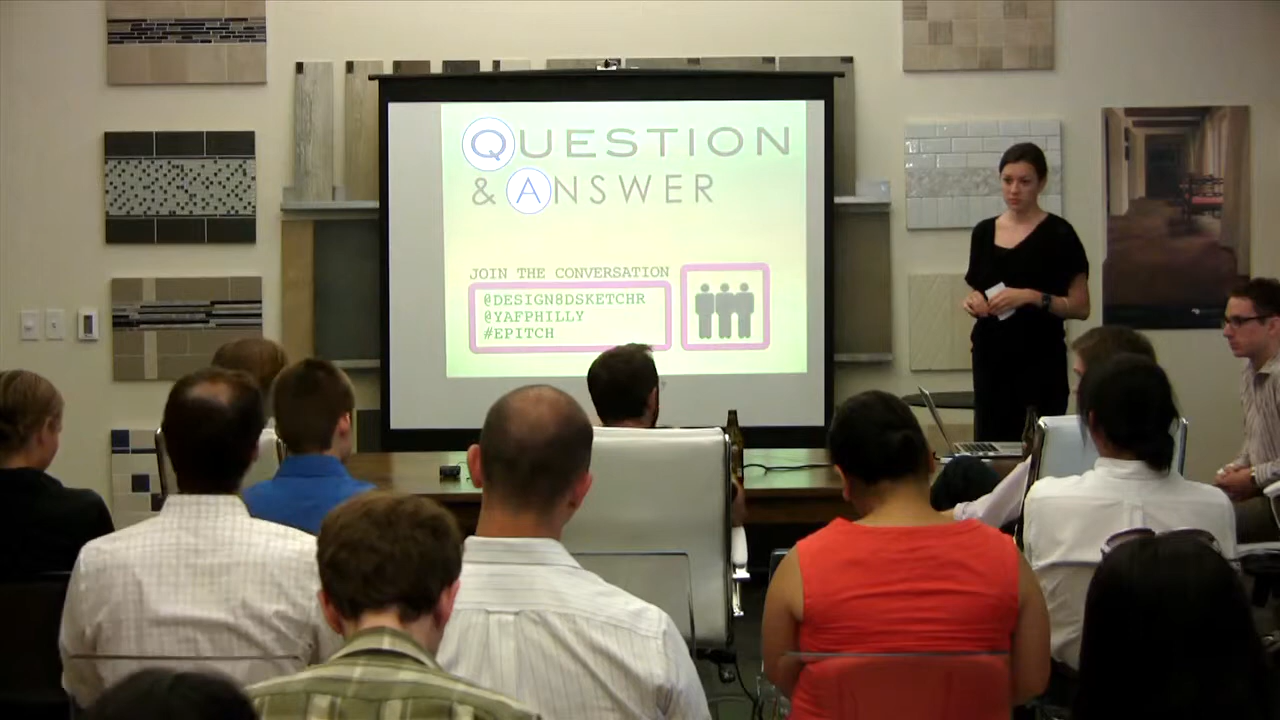 QUESTION
& ANSWER
JOIN THE CONVERSATION
@DESIGN8DSKETCHR
@YAFPHILLY
#EPITCH